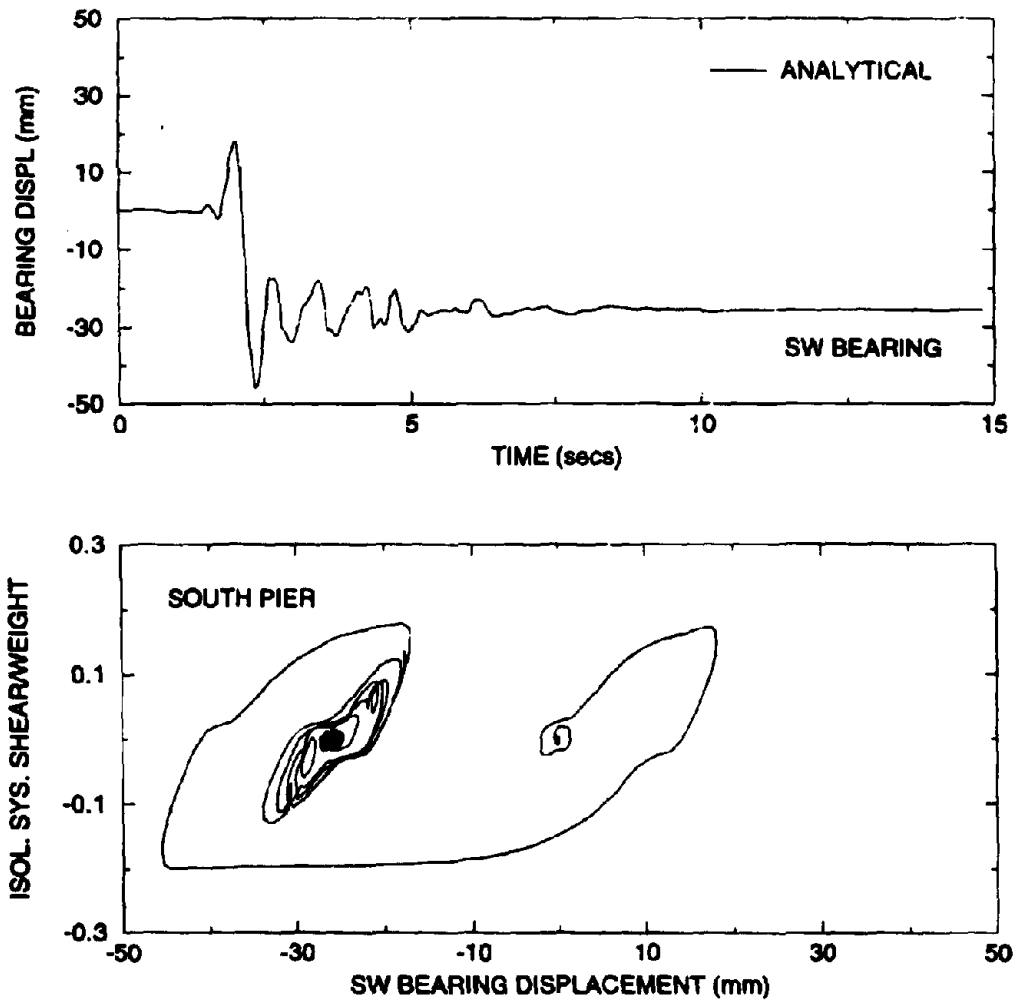 50
30
10
-10
-30
-50
BEARING DISPL (mm)
ANALYTICAL
SW BEARING
0
5
10
15
TIME (secs)
0.3
0.1
-0.1
-0.3
ISOL. SYS. SHEAR/WEIGHT
SOUTH PIER
-50
-30
-10
10
30
50
SW BEARING DISPLACEMENT (mm)